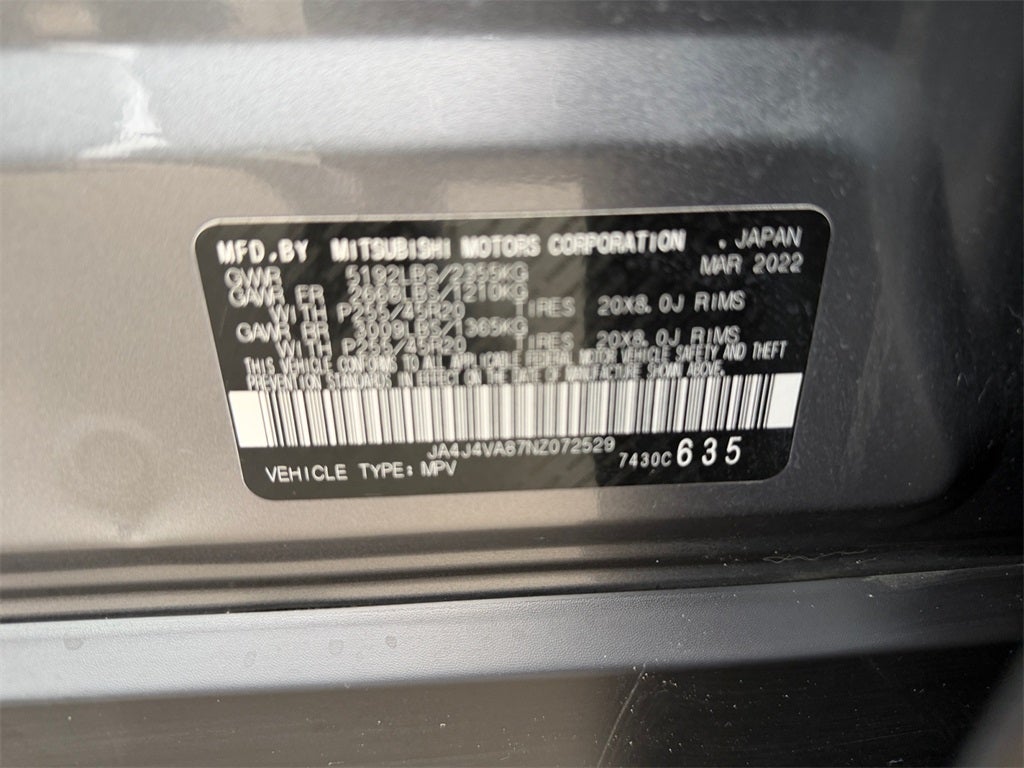 MFD.BY MITSUBISHI MOTORS CORPORATION . JAPAN
GVWR 5192LBS/2355KG MAR 2022
GAWR FR 2668LBS/1210KG
WITH P255/45R20 TIRES 20X8.0J RIMS
GAWR RR 3009LBS/1365KG
WITH P255/45R20 TIRES 20X8.0J RIMS
THIS VEHICLE CONFORMS TO ALL APPLICABLE FEDERAL MOTOR VEHICLE SAFETY AND THEFT
PREVENTION STANDARDS IN EFFECT ON THE DATE OF MANUFACTURE SHOWN ABOVE.
JA4J4VA87NZ072529 7430C 635
VEHICLE TYPE: MPV